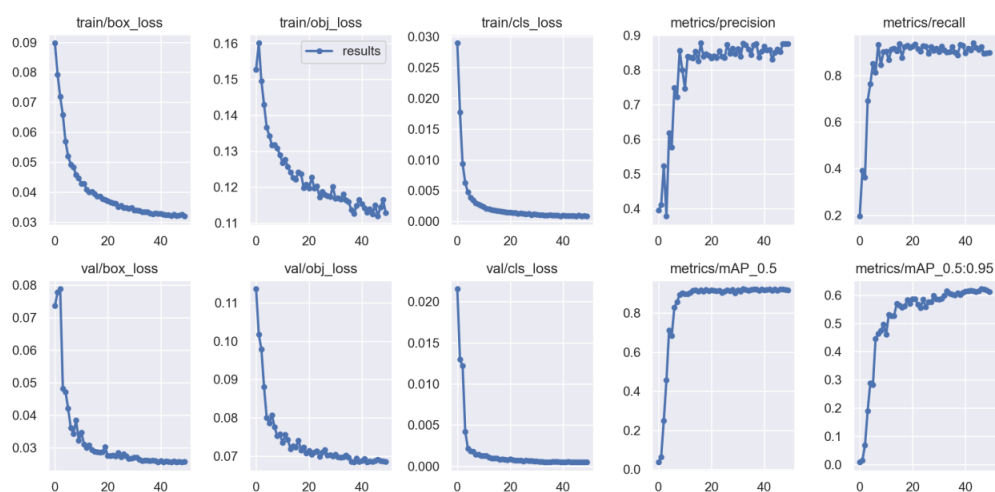 train/box_loss train/obj_loss train/cls_loss metrics/precision metrics/recall
results
0.09 0.08 0.07 0.06 0.05 0.04 0.03
0 20 40
0.16 0.15 0.14 0.13 0.12 0.11
0 20 40
0.030 0.025 0.020 0.015 0.010 0.005 0.000
0 20 40
0.9 0.8 0.7 0.6 0.5 0.4
0 20 40
0.8 0.6 0.4 0.2
0 20 40
val/box_loss val/obj_loss val/cls_loss metrics/mAP_0.5 metrics/mAP_0.5:0.95
0.08 0.07 0.06 0.05 0.04 0.03
0 20 40
0.11 0.10 0.09 0.08 0.07
0 20 40
0.020 0.015 0.010 0.005 0.000
0 20 40
0.8 0.6 0.4 0.2 0.0
0 20 40
0.6 0.5 0.4 0.3 0.2 0.1 0.0
0 20 40